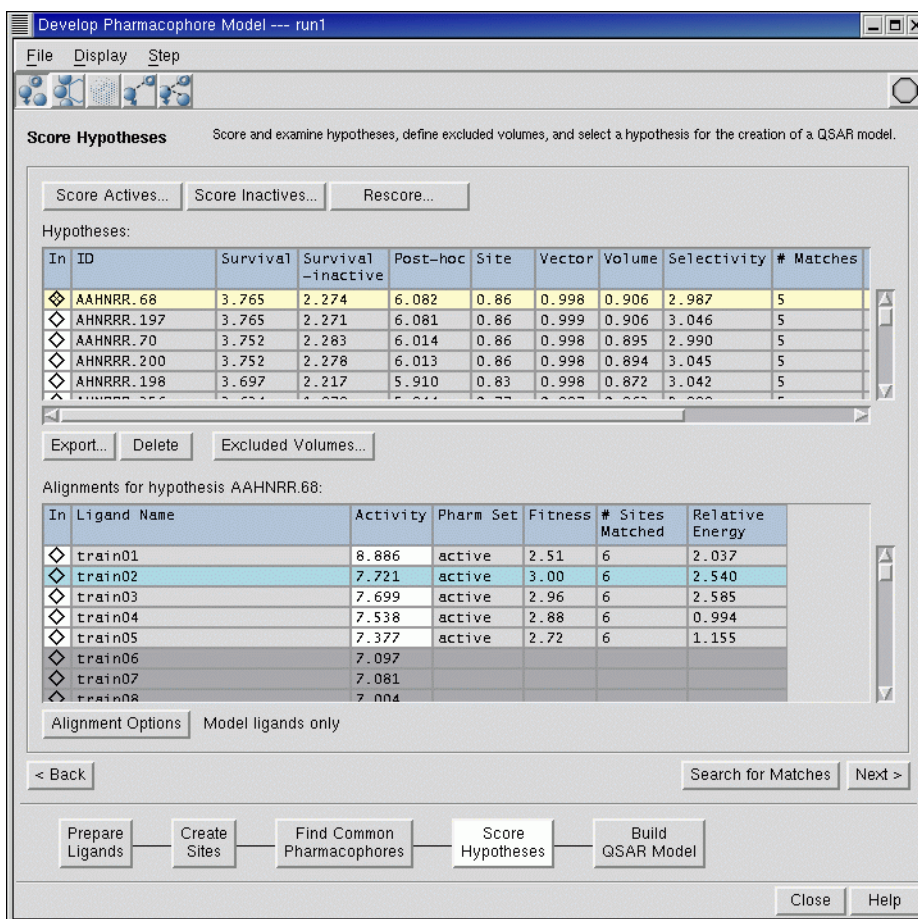 Develop Pharmacophore Model --- run1
File Display Step
Score Hypotheses Score and examine hypotheses, define excluded volumes, and select a hypothesis for the creation of a QSAR model.
Score Actives... Score Inactives... Rescore...
Hypotheses:
In ID Survival Survival Post-hoc Site Vector Volume Selectivity # Matches
-inactive
AAHNRR.68 3.765 2.274 6.082 0.86 0.998 0.906 2.987 5
AHNRRR.197 3.765 2.271 6.081 0.86 0.999 0.906 3.046 5
AAHNRR.70 3.752 2.283 6.014 0.86 0.998 0.895 2.990 5
AHNRRR.200 3.752 2.278 6.013 0.86 0.998 0.894 3.045 5
AHNRRR.198 3.697 2.217 5.910 0.83 0.998 0.872 3.042 5
Export... Delete Excluded Volumes...
Alignments for hypothesis AAHNRR.68:
In Ligand Name Activity Pharm Set Fitness # Sites Relative
Matched Energy
train01 8.886 active 2.51 6 2.037
train02 7.721 active 3.00 6 2.540
train03 7.699 active 2.96 6 2.585
train04 7.538 active 2.88 6 0.994
train05 7.377 active 2.72 6 1.155
train06 7.097
train07 7.081
train08 7.004
Alignment Options Model ligands only
< Back Search for Matches Next >
Prepare Create Find Common Score Build
Ligands Sites Pharmacophores Hypotheses QSAR Model
Close Help